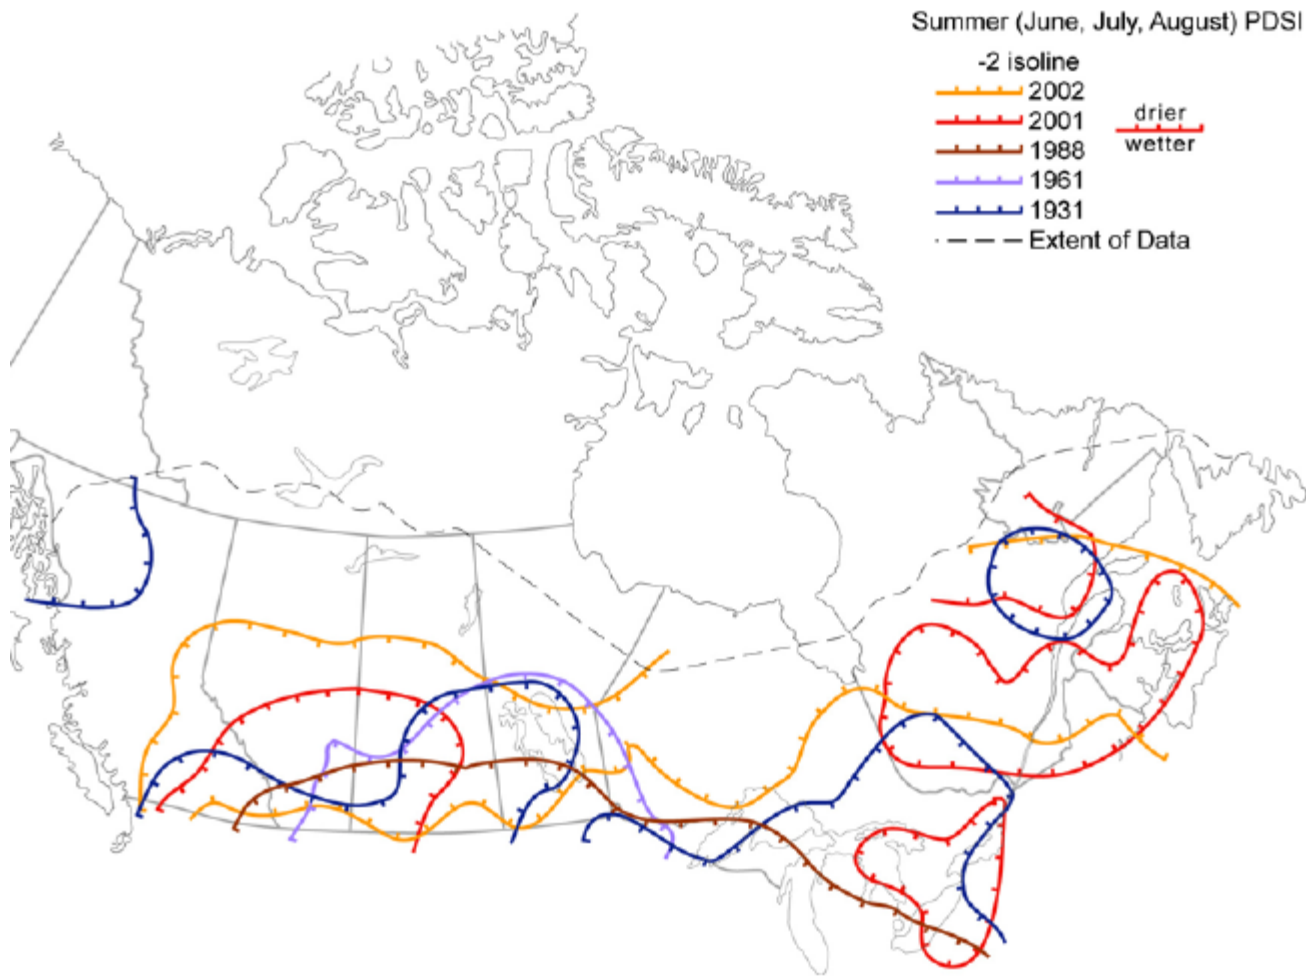 Summer (June, July, August) PDSI
-2 isoline
2002
2001
drier
wetter
1988
1961
1931
Extent of Data